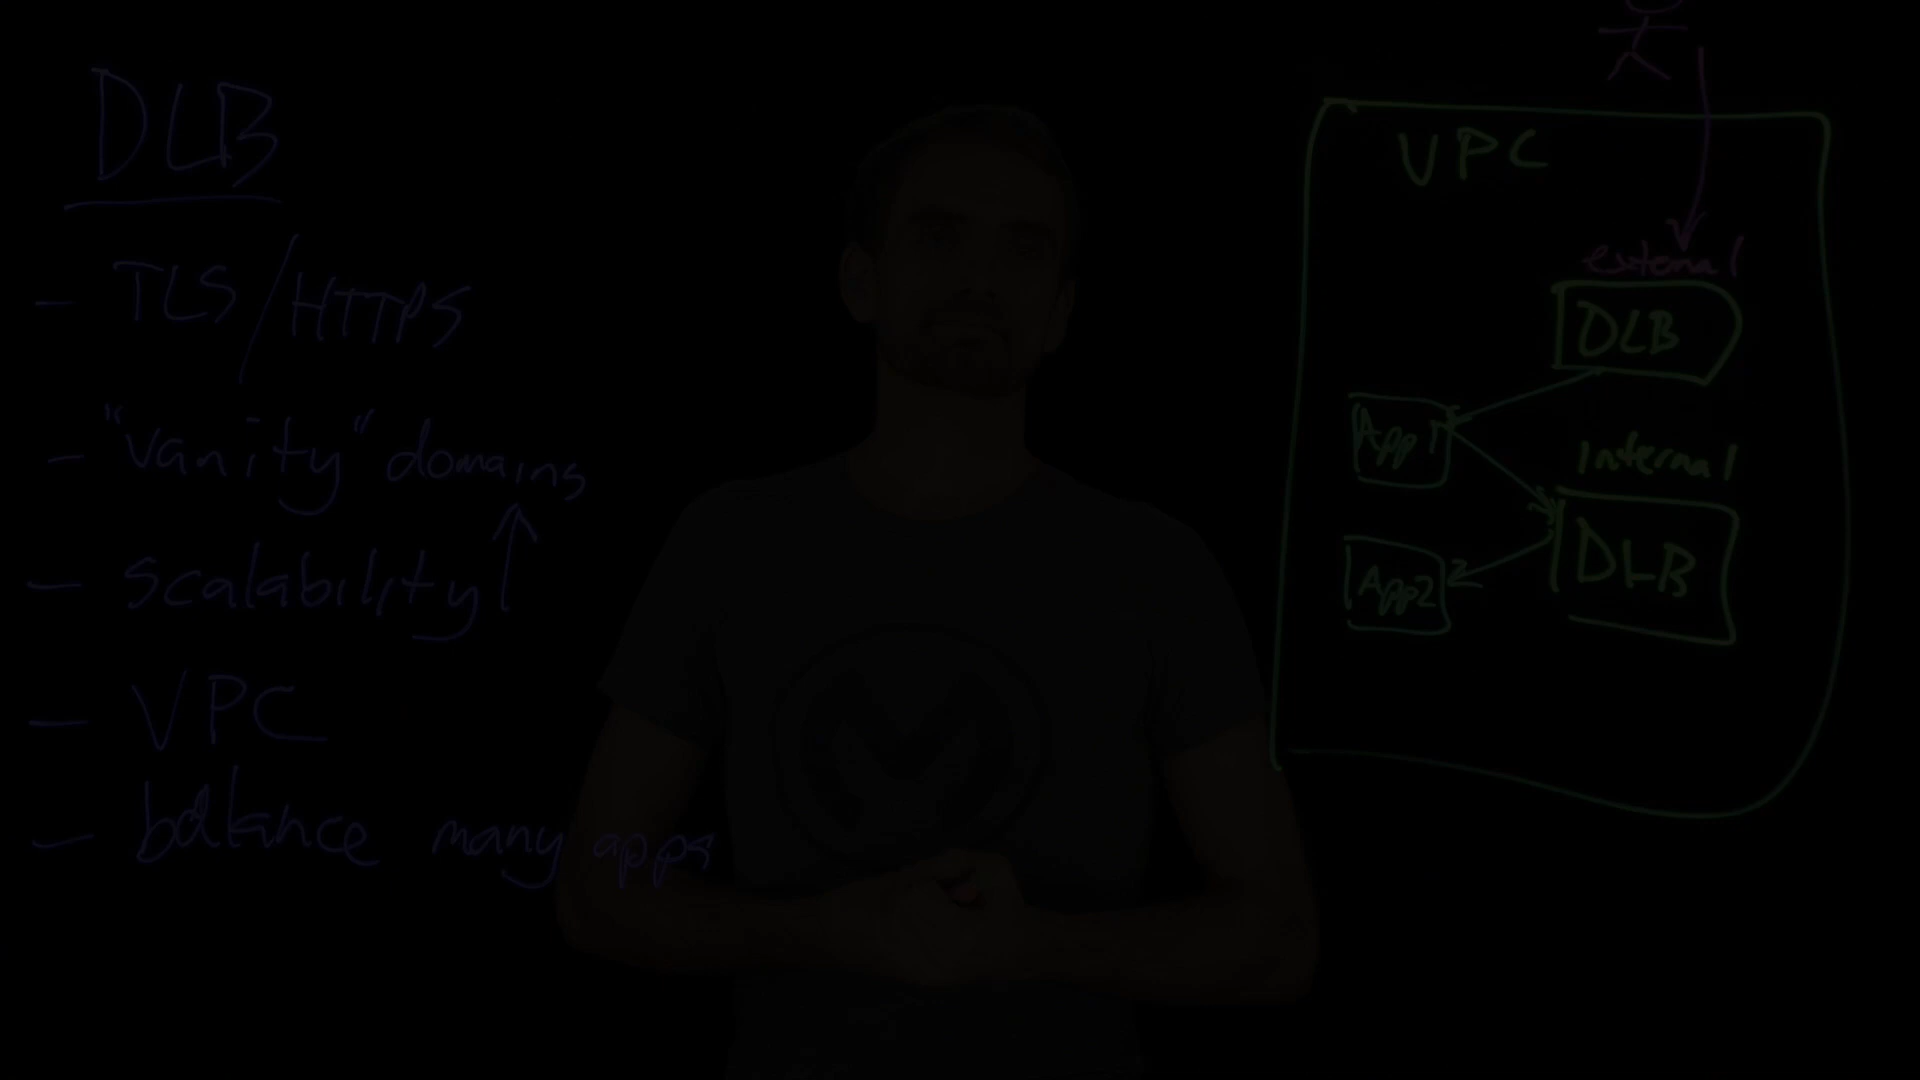 DLB
- TLS/HTTPS
- "vanity" domains
- scalability
- VPC
- balance many apps
VPC
external
DLB
App1
internal
DLB
App2